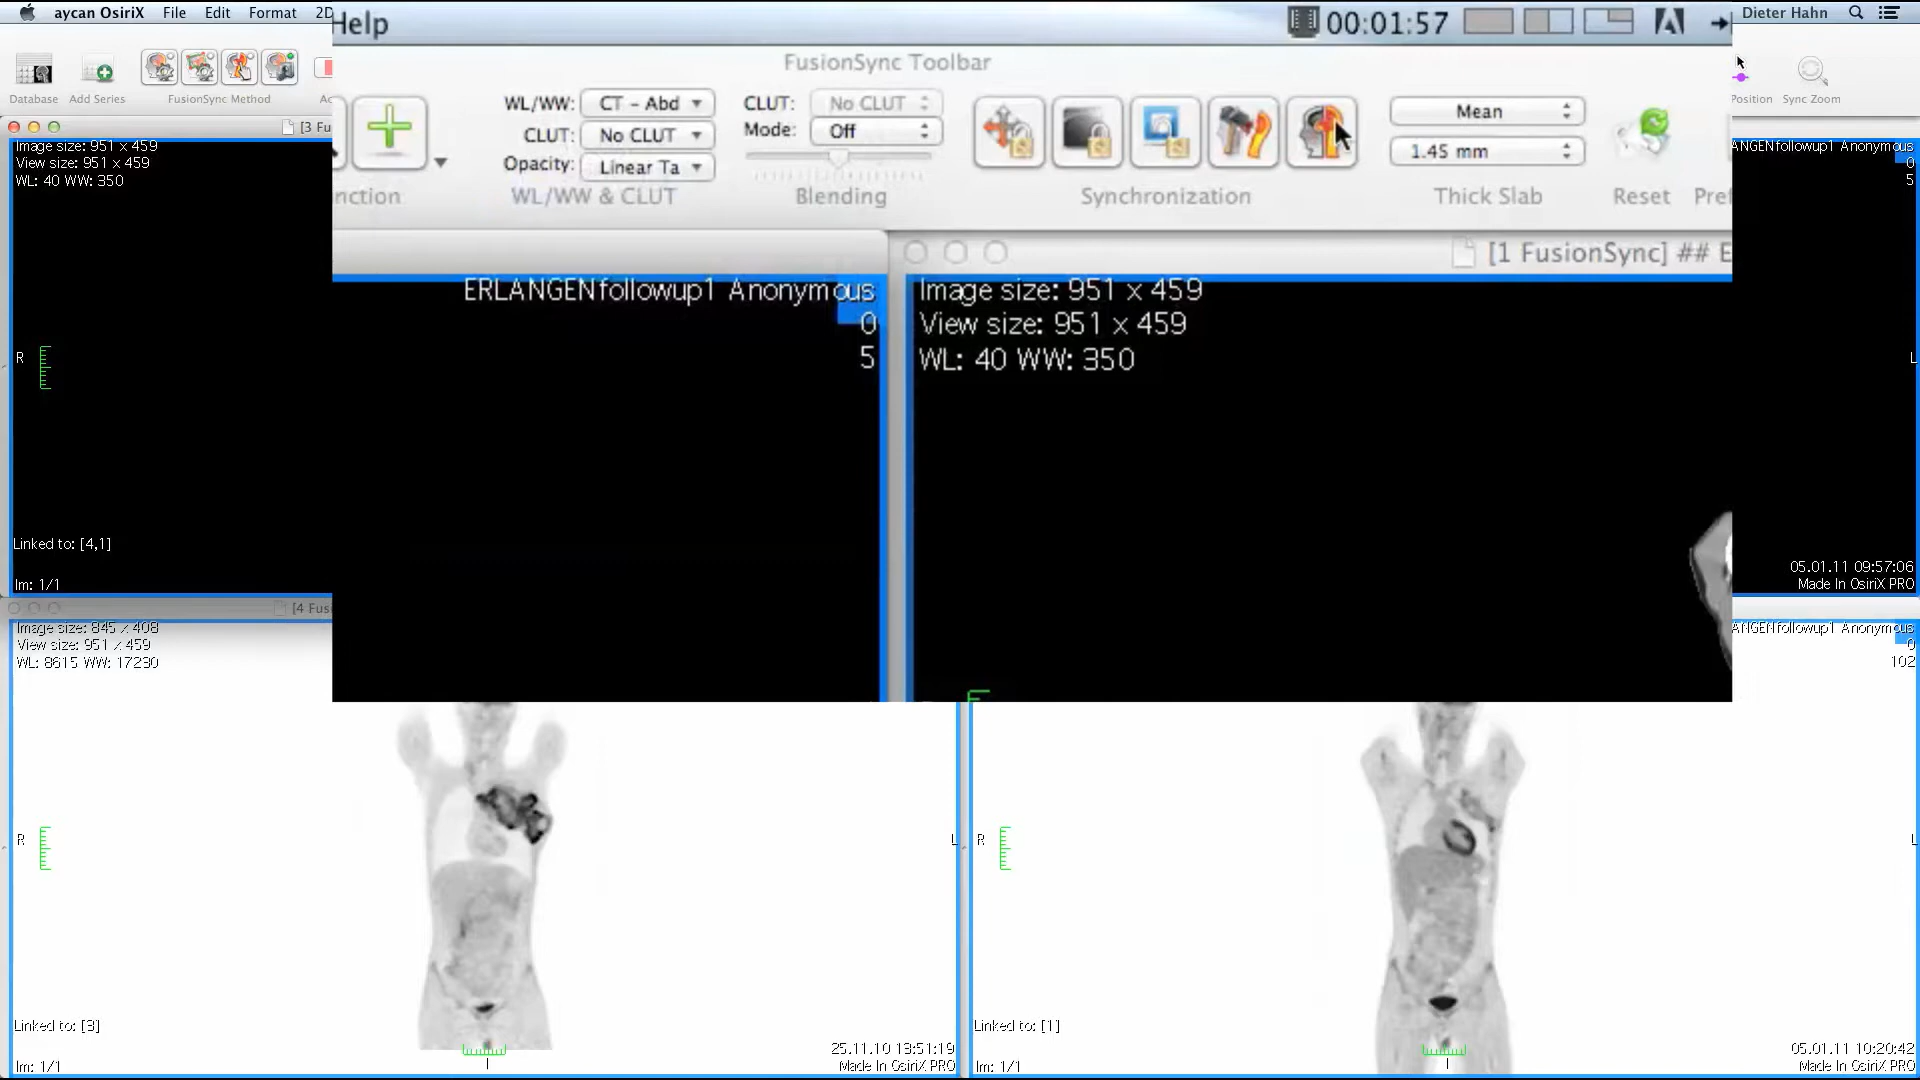 aycan OsiriX File Edit Format 2D
Help
00:01:57
Dieter Hahn
FusionSync Toolbar
Database
Add Series
FusionSync Method
WL/WW: CT - Abd
CLUT: No CLUT
Opacity: Linear Ta
WL/WW & CLUT
CLUT: No CLUT
Mode: Off
Blending
Synchronization
Mean
1.45 mm
Thick Slab
Reset
Pref
Position
Sync Zoom
nction
[3 Fu
[1 FusionSync] ## E
Image size: 951 x 459
View size: 951 x 459
WL: 40 WW: 350
R
Linked to: [4,1]
Im: 1/1
ERLANGENfollowup1 Anonymous
0
5
Image size: 951 x 459
View size: 951 x 459
WL: 40 WW: 350
ANGENfollowup1 Anonymous
0
5
L
05.01.11 09:57:06
Made In OsiriX PRO
[4 Fus
Image size: 845 x 408
View size: 951 x 459
WL: 8615 WW: 17230
R
L
Linked to: [3]
Im: 1/1
I
25.11.10 13:51:19
Made In OsiriX PRO
ANGENfollowup1 Anonymous
0
102
R
L
Linked to: [1]
Im: 1/1
I
05.01.11 10:20:42
Made In OsiriX PRO